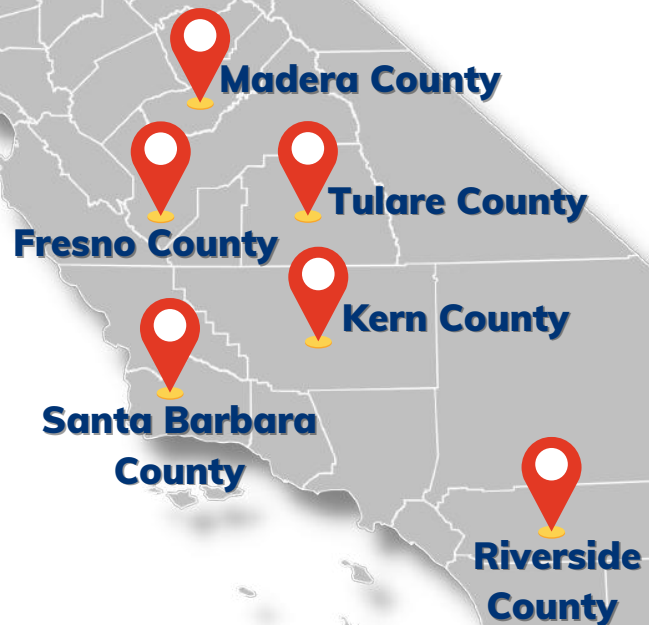 Madera County
Tulare County
Fresno County
Kern County
Santa Barbara
County
Riverside
County